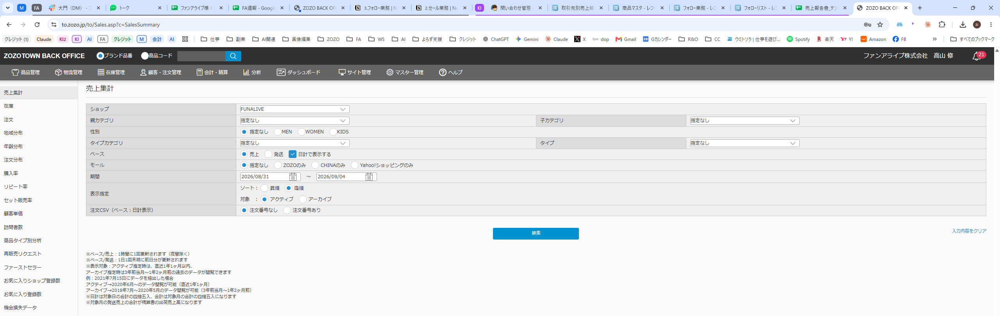 M
FA
大門（DM） - フ
トーク
ファンアライブ様：
FA週報 - Google
ZOZO BACK OFF
3.フォロー業務 | N
2.セール業務 | No
KI
問い合わせ管理 -
取引先別売上精
商品マスタ - レコー
フォロー業務 - レコ
フォローリスト - レコ
売上報告書_テン
ZOZO BACK OFF
to.zozo.jp/to/Sales.asp?c=SalesSummary
お
クレジット (1)
Claude
KI2
KI
AI
FA
クレジット
M
会計
AI
仕事
副業
AI関連
画像編集
ZOZO
FA
WS
AI
よろず支援
クレジット
ChatGPT
Gemini
Claude
X
dop
Gmail
Gカレンダー
R&O
CC
ウミトソラ | 仕事を遊び...
Spotify
楽天
Y!
Amazon
FB
すべてのブックマーク
ZOZOTOWN BACK OFFICE
ブランド品番
商品コード
ファンアライブ株式会社　高山 修
21
商品管理
物流管理
在庫管理
顧客・注文管理
会計・精算
分析
ダッシュボード
サイト管理
マスター管理
ヘルプ
売上集計
在庫
注文
地域分布
年齢分布
注文分布
購入率
リピート率
セット販売率
顧客単価
訪問者数
商品タイプ別分析
再販売リクエスト
ファーストセラー
お気に入りショップ登録数
お気に入り登録数
機会損失データ
売上集計
ショップ
FUNALIVE
親カテゴリ
指定なし
子カテゴリ
指定なし
性別
指定なし
MEN
WOMEN
KIDS
タイプカテゴリ
指定なし
タイプ
指定なし
ベース
売上
発送
日計で表示する
モール
指定なし
ZOZOのみ
CHINAのみ
Yahoo!ショッピングのみ
期間
2026/08/31
～
2026/09/04
表示指定
ソート：
昇順
降順
対象　：
アクティブ
アーカイブ
注文CSV（ベース：日計表示）
注文番号なし
注文番号あり
検索
入力内容をクリア
※ベース/売上：1時間に1回更新されます（夜間除く）
※ベース/発送：1日1回未明に前日分が更新されます
※表示対象：アクティブ指定時は、直近1年1ヶ月以内、
アーカイブ指定時は3年前当月～1年2ヶ月前の過去のデータが閲覧できます
例：2021年7月15日にデータを抽出した場合
アクティブ→2020年6月～のデータ閲覧が可能（直近1年1ヶ月）
アーカイブ→2018年7月～2020年5月のデータ閲覧が可能（3年前当月～1年2ヶ月前）
※日計は対象日の合計の四捨五入、合計は対象月の合計の四捨五入になります
※対象月の発送売上の合計が精算書の出荷売上高になります